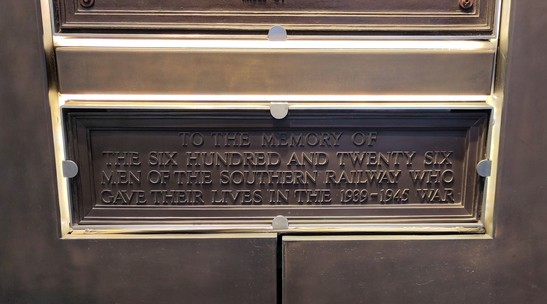 TO THE MEMORY OF
THE SIX HUNDRED AND TWENTY SIX
MEN OF THE SOUTHERN RAILWAY WHO
GAVE THEIR LIVES IN THE 1939-1945 WAR